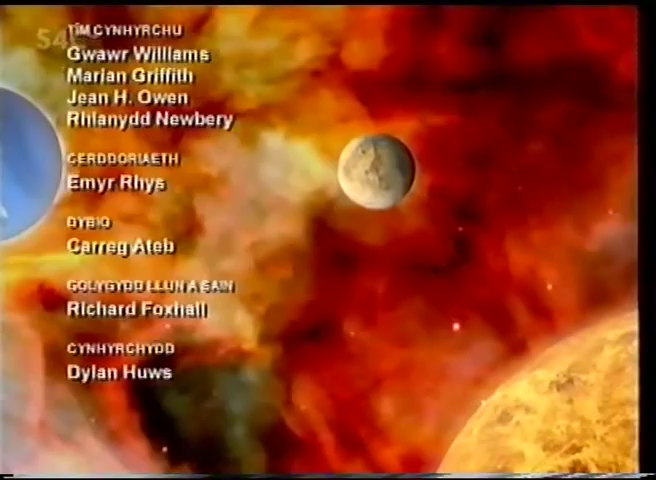 S4C
TÎM CYNHYRCHU
Gwawr Williams
Marian Griffith
Jean H. Owen
Rhianydd Newbery
CERDDORIAETH
Emyr Rhys
DYBIO
Carreg Ateb
GOLYGYDD LLUN A SAIN
Richard Foxhall
CYNHYRCHYDD
Dylan Huws